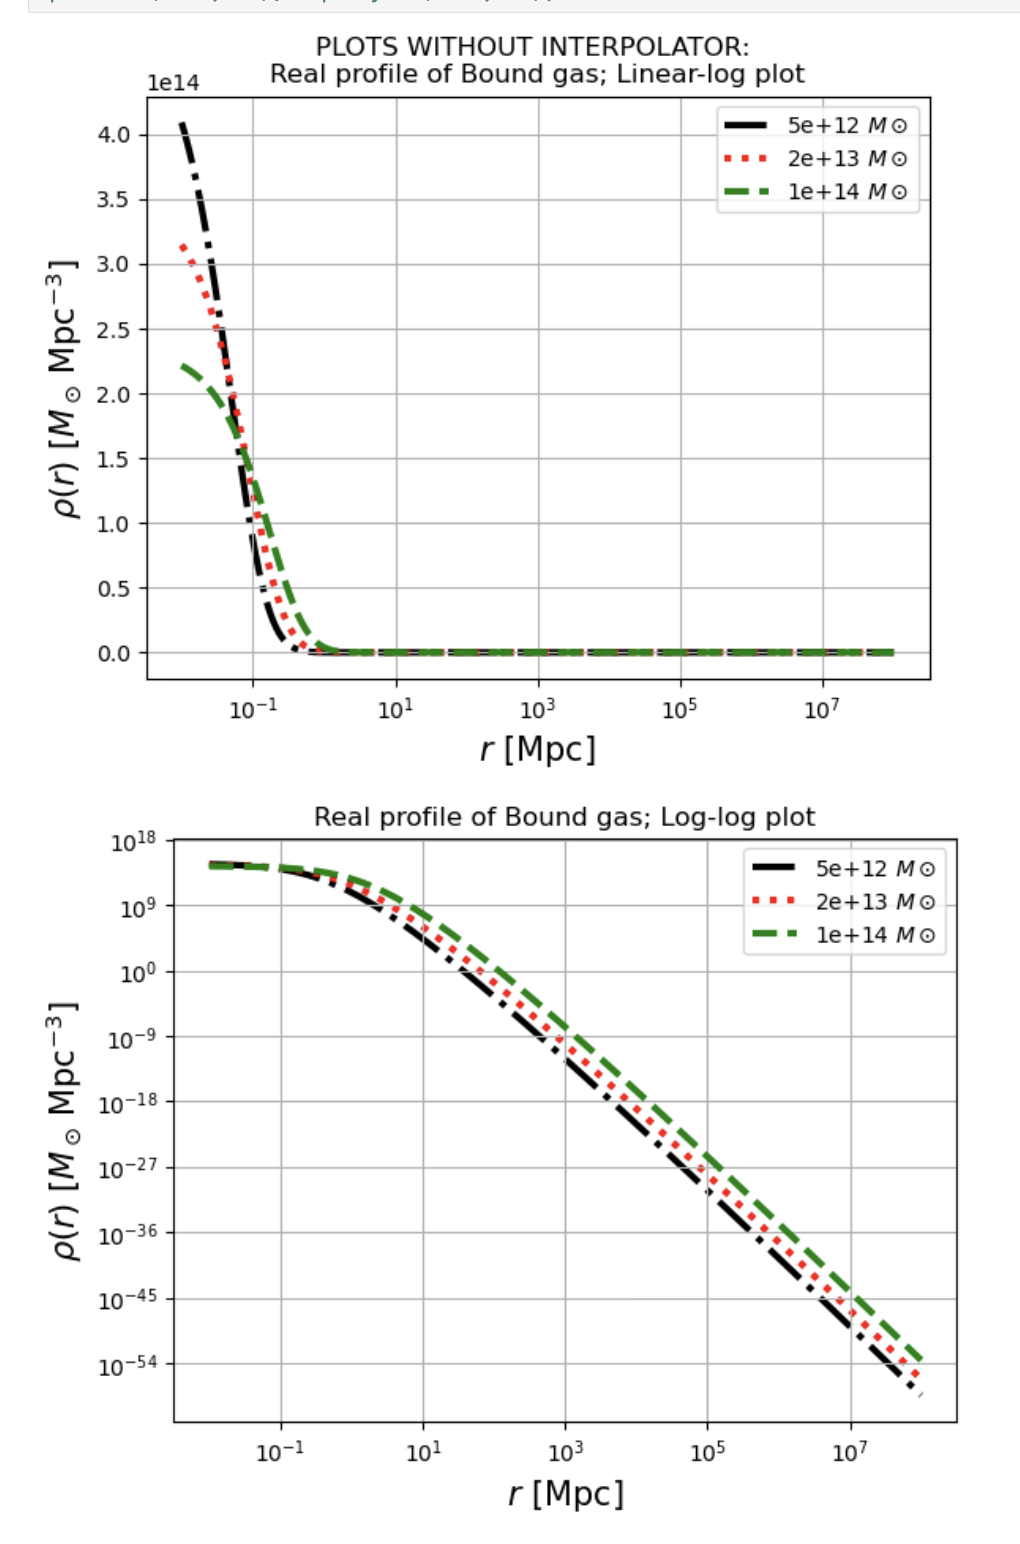 PLOTS WITHOUT INTERPOLATOR:
Real profile of Bound gas; Linear-log plot
1e14
4.0
3.5
3.0
2.5
2.0
1.5
1.0
0.5
0.0
ρ(r) [M⊙ Mpc⁻³]
5e+12 M⊙
2e+13 M⊙
1e+14 M⊙
10⁻¹ 10¹ 10³ 10⁵ 10⁷
r [Mpc]
Real profile of Bound gas; Log-log plot
10¹⁸
10⁹
10⁰
10⁻⁹
10⁻¹⁸
10⁻²⁷
10⁻³⁶
10⁻⁴⁵
10⁻⁵⁴
ρ(r) [M⊙ Mpc⁻³]
5e+12 M⊙
2e+13 M⊙
1e+14 M⊙
10⁻¹ 10¹ 10³ 10⁵ 10⁷
r [Mpc]